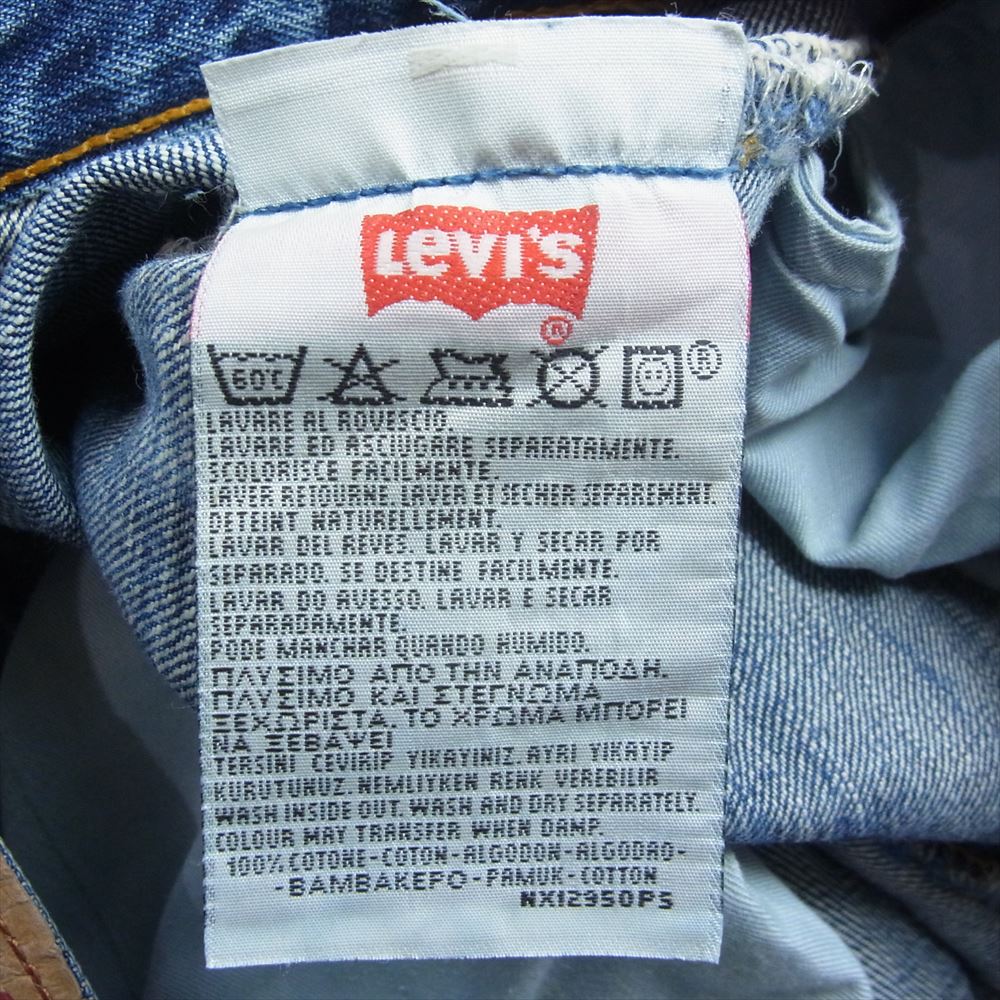 Levi's
®
60C
®
LAVARE AL ROVESCIO.
LAVARE ED ASCIUGARE SEPARATAMENTE.
SCOLORISCE FACILMENTE.
LAVER RETOURNE LAVER ET SECHER SEPAREMENT.
DETEINT NATURELLEMENT.
LAVAR DEL REVES. LAVAR Y SECAR POR
SEPARADO. SE DESTINE FACILMENTE.
LAVAR DO AVESSO. LAVAR E SECAR
SEPARADAMENTE.
PODE MANCHAR QUANDO HUMIDO.
ΠΛΥΣΙΜΟ ΑΠΟ ΤΗΝ ΑΝΑΠΟΔΗ.
ΠΛΥΣΙΜΟ ΚΑΙ ΣΤΕΓΝΩΜΑ
ΞΕΧΩΡΙΣΤΑ. ΤΟ ΧΡΩΜΑ ΜΠΟΡΕΙ
ΝΑ ΞΕΒΑΨΕΙ
TERSINI CEVIRIP YIKAYINIZ. AYRI YIKAYIP
KURUTUNUZ. NEMLIYKEN RENK VEREBILIR
WASH INSIDE OUT. WASH AND DRY SEPARATELY.
COLOUR MAY TRANSFER WHEN DAMP.
100% COTONE-COTON-ALGODON-ALGODAO-
-ΒΑΜΒΑΚΕΡΟ-PAMUK-COTTON
NX12950PS